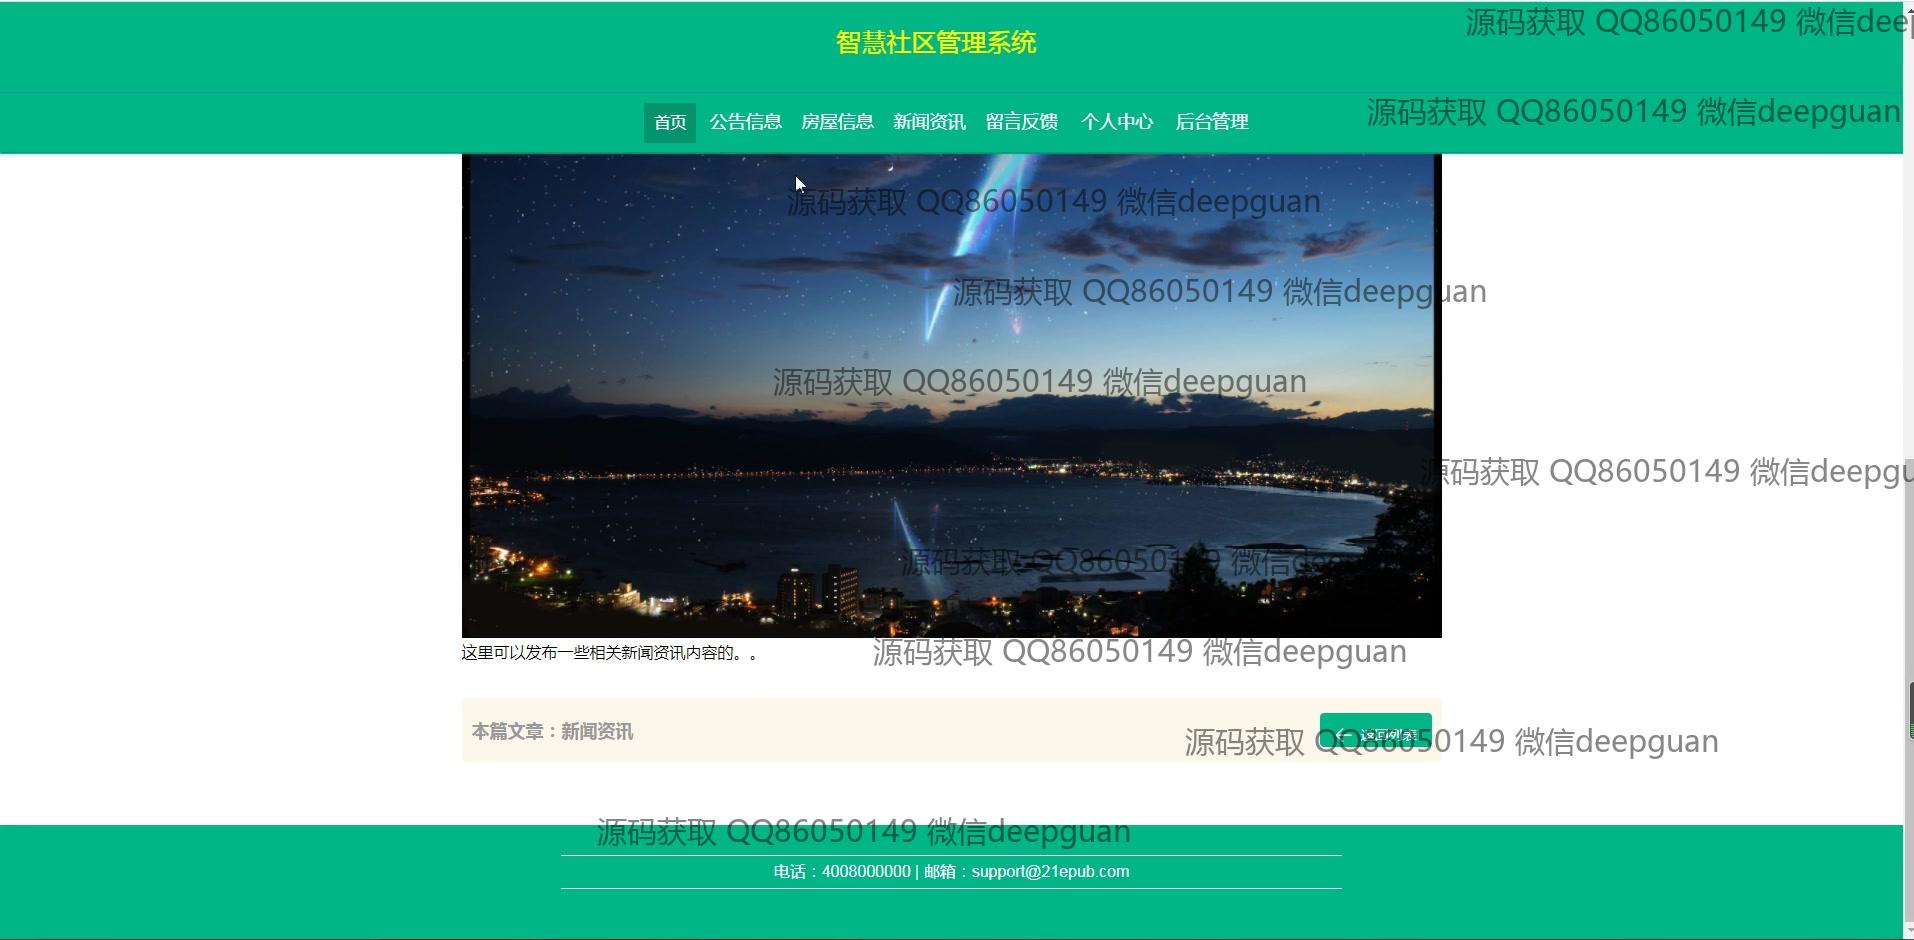 源码获取 QQ86050149 微信deep
智慧社区管理系统
源码获取 QQ86050149 微信deepguan
首页 公告信息 房屋信息 新闻资讯 留言反馈 个人中心 后台管理
源码获取 QQ86050149 微信deepguan
源码获取 QQ86050149 微信deepguan
源码获取 QQ86050149 微信deepguan
源码获取 QQ86050149 微信deepgu
源码获取 QQ86050149 微信de
这里可以发布一些相关新闻资讯内容的。。
源码获取 QQ86050149 微信deepguan
本篇文章：新闻资讯
← 返回列表
源码获取 QQ86050149 微信deepguan
源码获取 QQ86050149 微信deepguan
电话：4008000000 | 邮箱：support@21epub.com